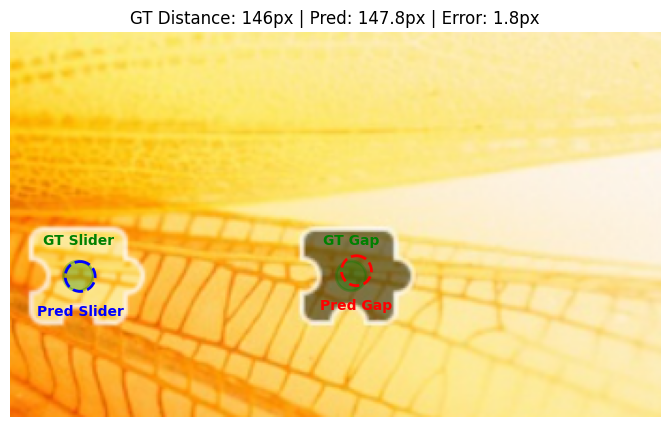 GT Distance: 146px | Pred: 147.8px | Error: 1.8px
GT Slider
GT Gap
Pred Slider
Pred Gap